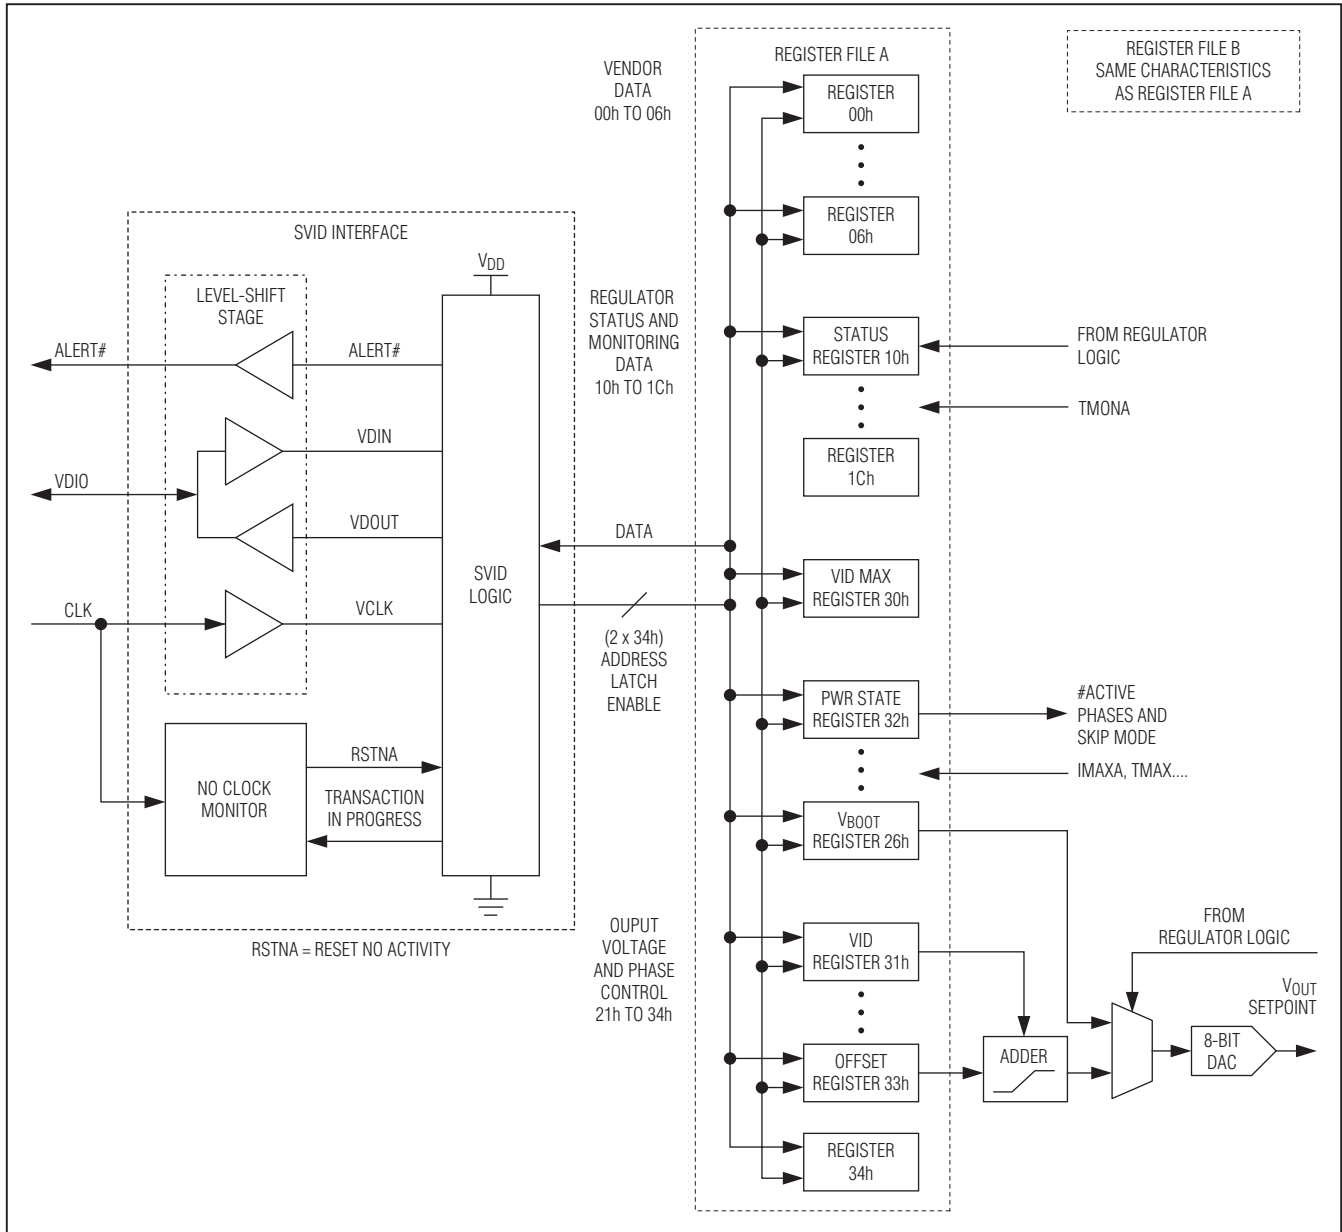 REGISTER FILE A
REGISTER FILE B
SAME CHARACTERISTICS
AS REGISTER FILE A
VENDOR
DATA
00h TO 06h
REGISTER
00h
REGISTER
06h
SVID INTERFACE
LEVEL-SHIFT
STAGE
VDD
ALERT#
ALERT#
VDIN
VDIO
VDOUT
CLK
VCLK
SVID
LOGIC
NO CLOCK
MONITOR
RSTNA
TRANSACTION
IN PROGRESS
RSTNA = RESET NO ACTIVITY
REGULATOR
STATUS AND
MONITORING
DATA
10h TO 1Ch
STATUS
REGISTER 10h
FROM REGULATOR
LOGIC
TMONA
REGISTER
1Ch
DATA
(2 x 34h)
ADDRESS
LATCH
ENABLE
VID MAX
REGISTER 30h
PWR STATE
REGISTER 32h
#ACTIVE
PHASES AND
SKIP MODE
IMAXA, TMAX....
VBOOT
REGISTER 26h
OUPUT
VOLTAGE
AND PHASE
CONTROL
21h TO 34h
VID
REGISTER 31h
FROM
REGULATOR LOGIC
VOUT
SETPOINT
OFFSET
REGISTER 33h
ADDER
8-BIT
DAC
REGISTER
34h